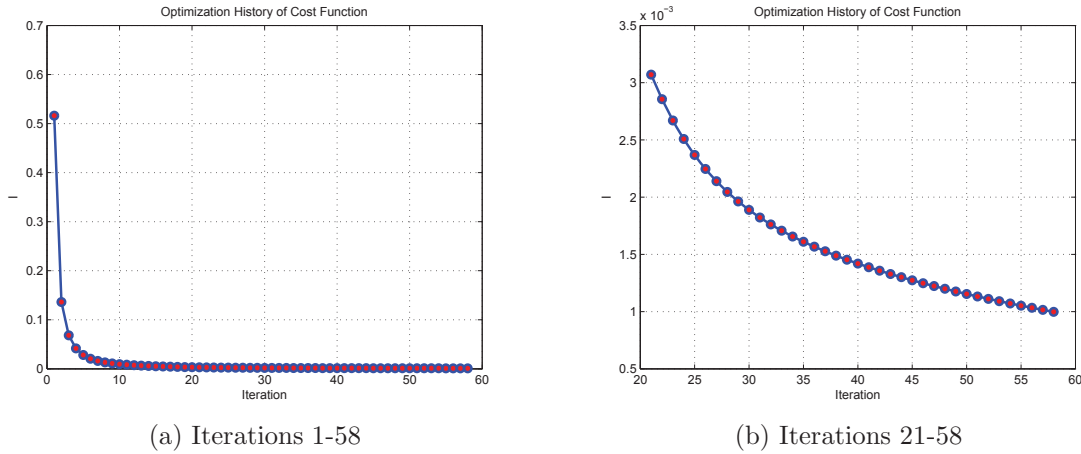 Optimization History of Cost Function
0.7
0.6
0.5
0.4
0.3
0.2
0.1
0
I
0 10 20 30 40 50 60
Iteration
(a) Iterations 1-58
Optimization History of Cost Function
x 10⁻³
3.5
3
2.5
2
1.5
1
0.5
I
20 25 30 35 40 45 50 55 60
Iteration
(b) Iterations 21-58